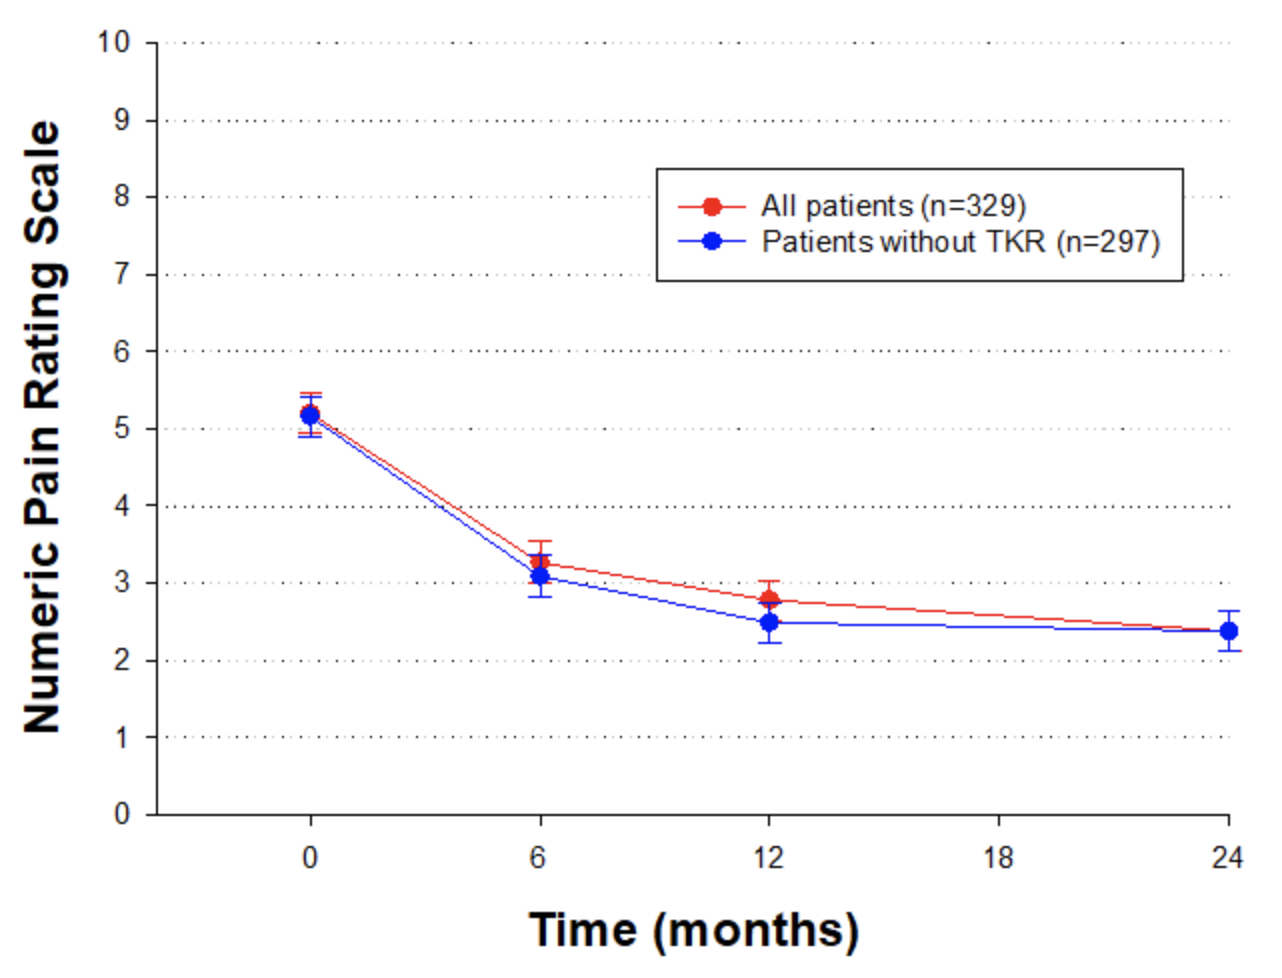 Numeric Pain Rating Scale
10
9
8
7
6
5
4
3
2
1
0
All patients (n=329)
Patients without TKR (n=297)
0 6 12 18 24
Time (months)